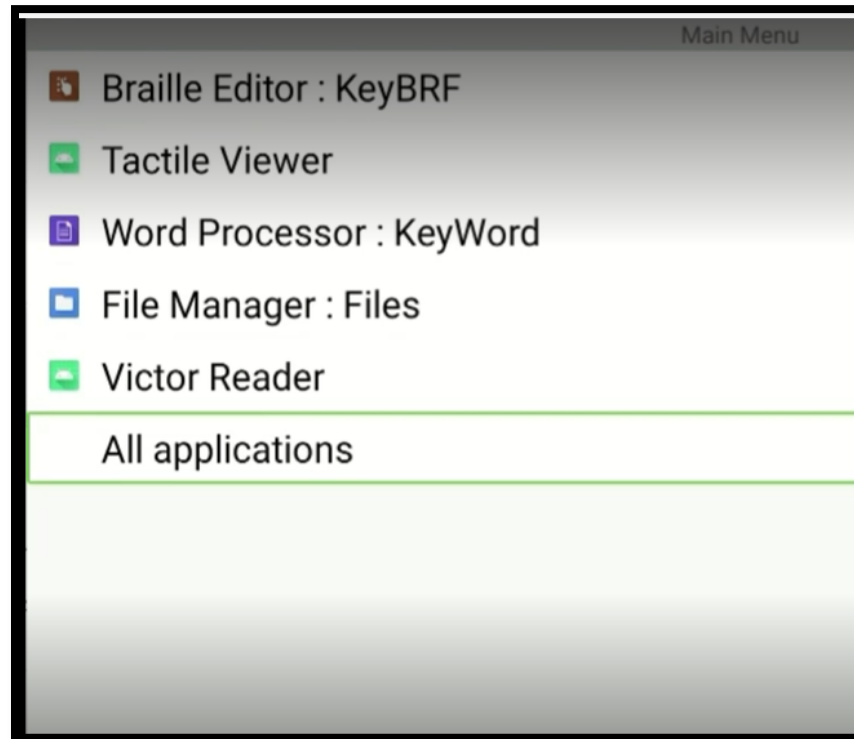 Main Menu
Braille Editor : KeyBRF
Tactile Viewer
Word Processor : KeyWord
File Manager : Files
Victor Reader
All applications